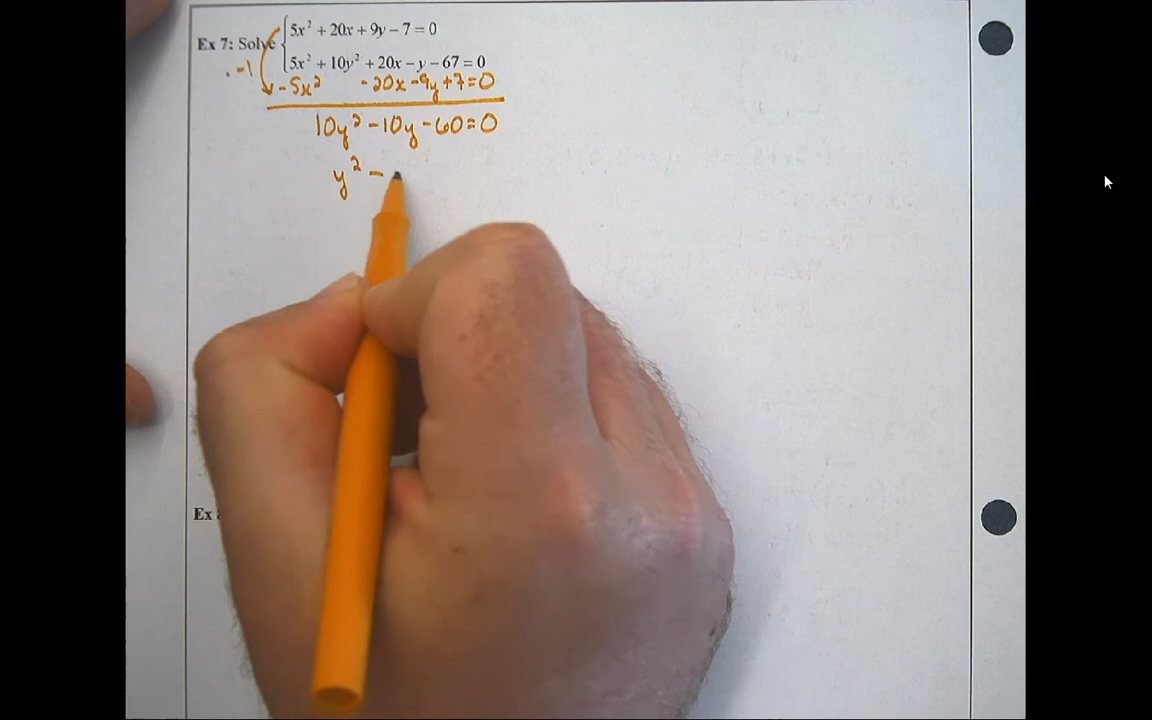 Ex 7: Solve { 5x² + 20x + 9y − 7 = 0
5x² + 10y² + 20x − y − 67 = 0
· -1
-5x² -20x -9y +7 = 0
10y² - 10y - 60 = 0
y² -
Ex